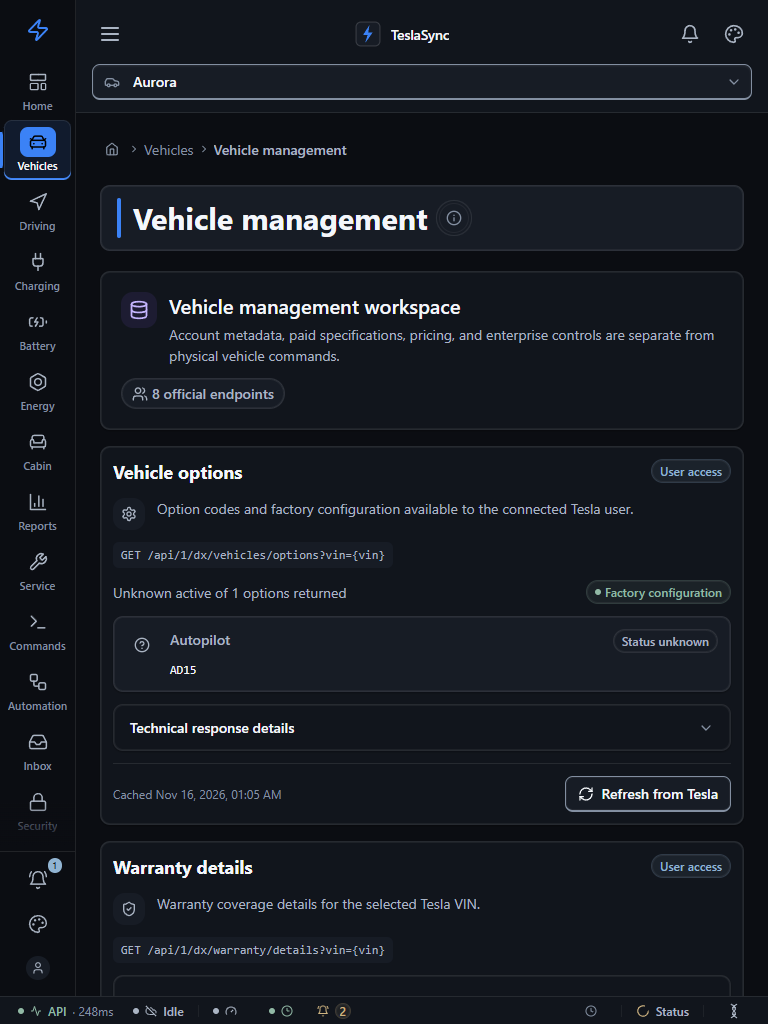 TeslaSync
Aurora
Home
Vehicles
Driving
Charging
Battery
Energy
Cabin
Reports
Service
Commands
Automation
Inbox
Security
1
Vehicles
Vehicle management
Vehicle management
Vehicle management workspace
Account metadata, paid specifications, pricing, and enterprise controls are separate from
physical vehicle commands.
8 official endpoints
Vehicle options
User access
Option codes and factory configuration available to the connected Tesla user.
GET /api/1/dx/vehicles/options?vin={vin}
Unknown active of 1 options returned
Factory configuration
Autopilot
Status unknown
AD15
Technical response details
Cached Nov 16, 2026, 01:05 AM
Refresh from Tesla
Warranty details
User access
Warranty coverage details for the selected Tesla VIN.
GET /api/1/dx/warranty/details?vin={vin}
API · 248ms
Idle
2
Status